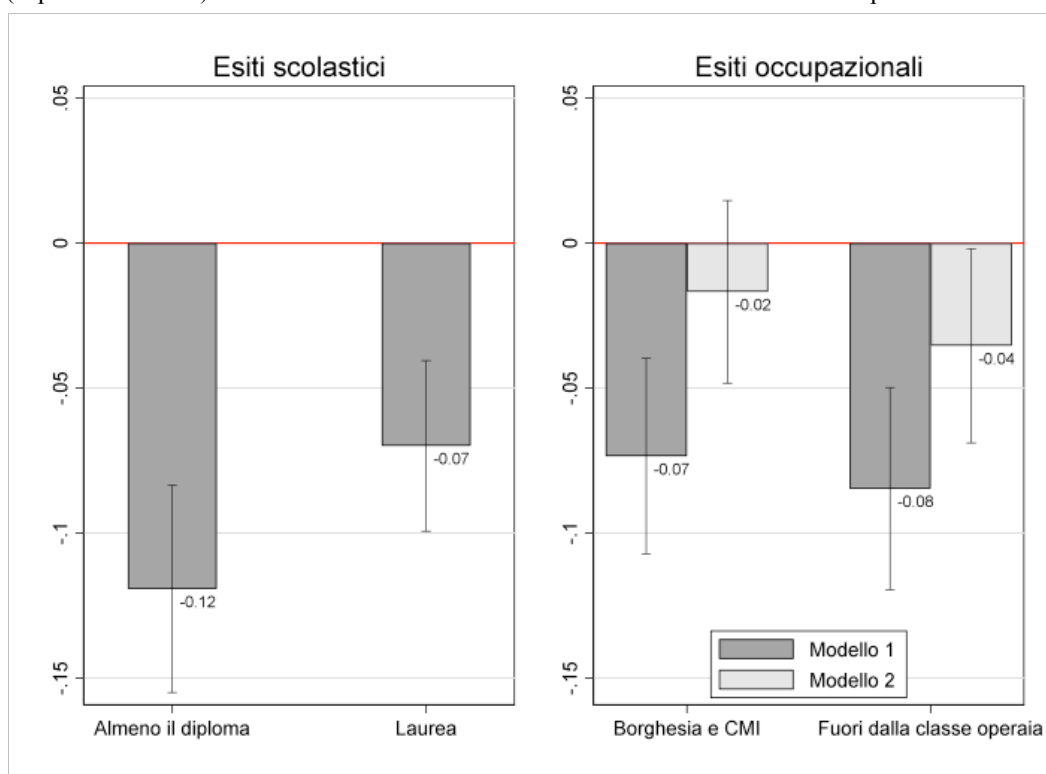 Esiti scolastici
.05
0
-.05
-.1
-.15
-0.12
-0.07
Almeno il diploma
Laurea
Esiti occupazionali
.05
0
-.05
-.1
-.15
-0.07
-0.02
-0.08
-0.04
Modello 1
Modello 2
Borghesia e CMI
Fuori dalla classe operaia